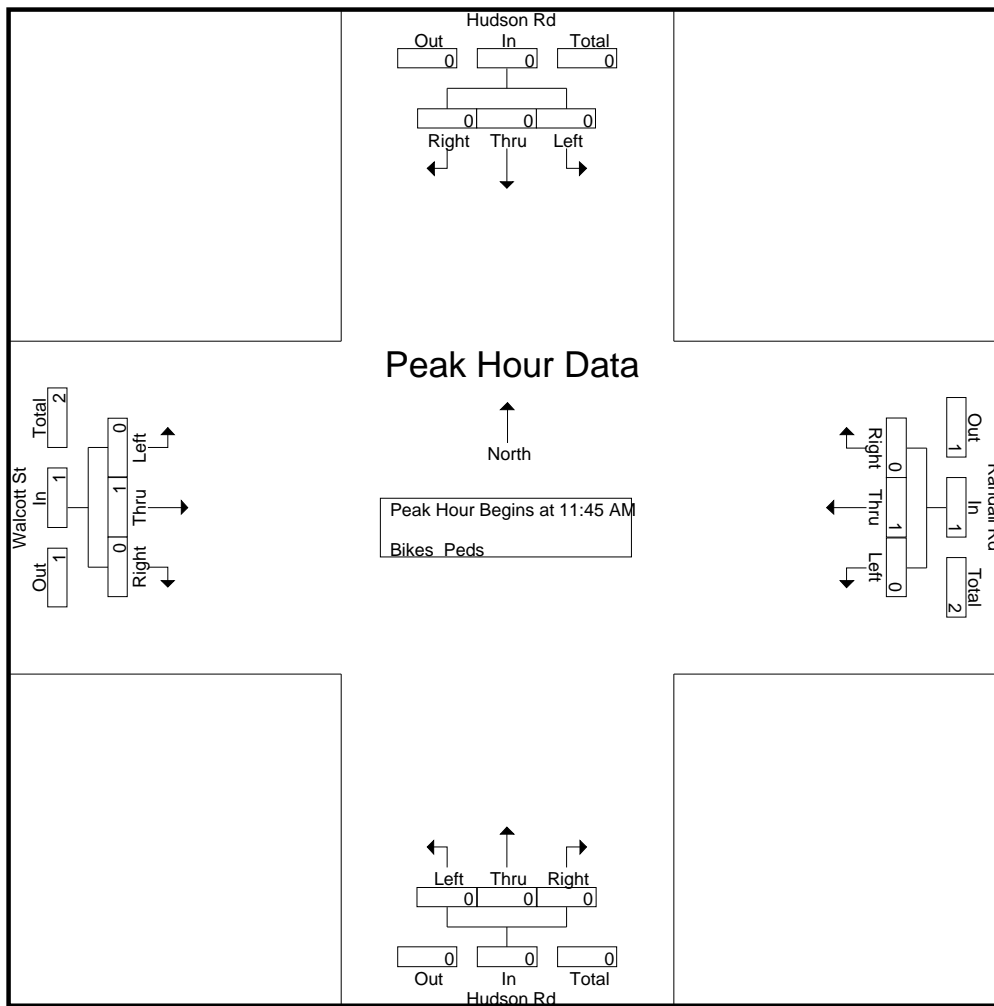 Hudson Rd
Out In Total
0 0 0
0 0 0
Right Thru Left
Peak Hour Data
North
Peak Hour Begins at 11:45 AM
Bikes Peds
Walcott St
Total In Out
2 1 1
0 1 0
Left Thru Right
Randall Rd
Out In Total
1 1 2
0 1 0
Right Thru Left
Left Thru Right
0 0 0
0 0 0
Out In Total
Hudson Rd